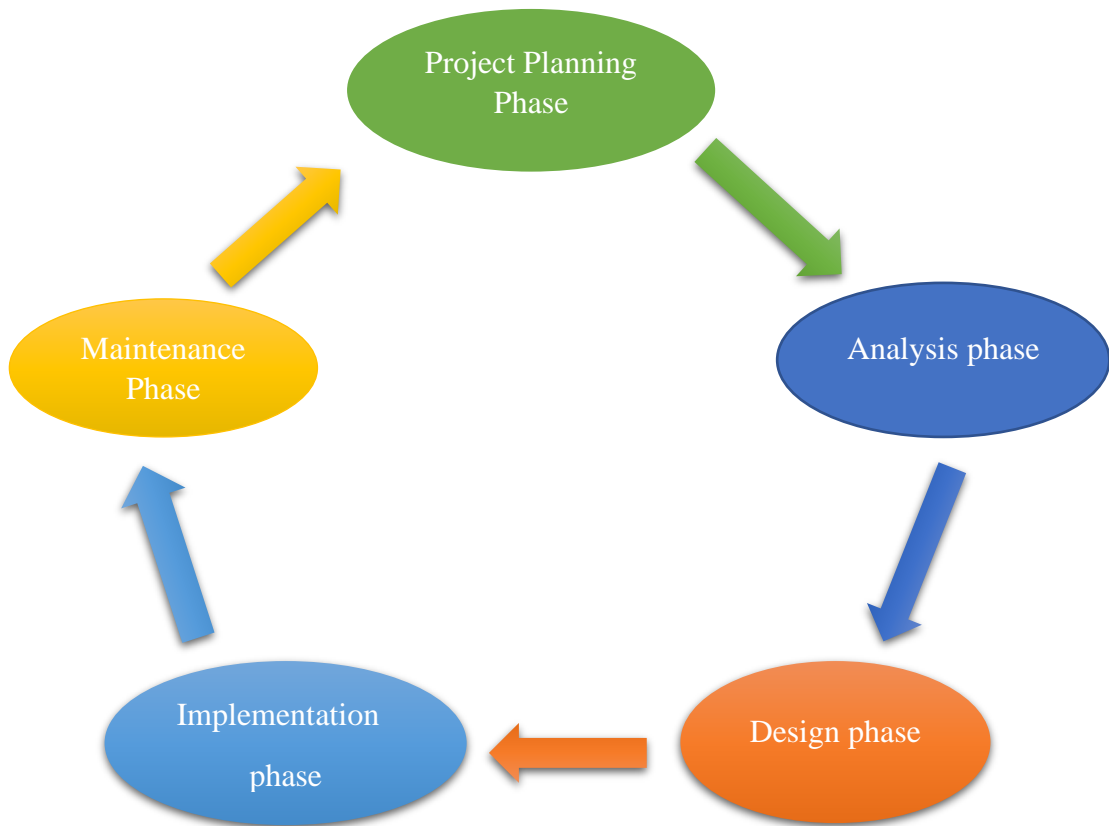 Project Planning
Phase
Analysis phase
Design phase
Implementation
phase
Maintenance
Phase